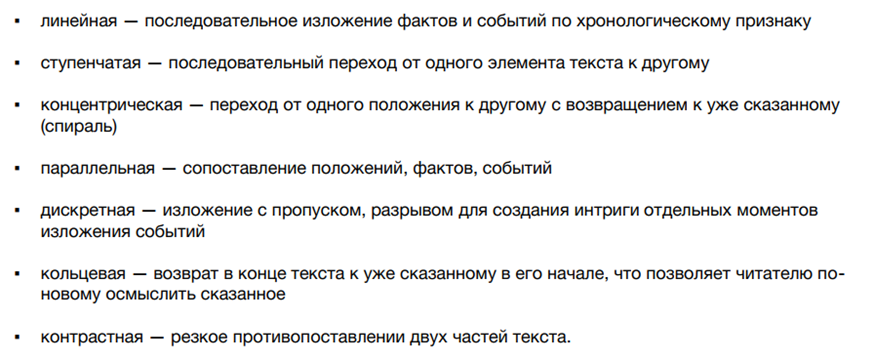 ▪ линейная — последовательное изложение фактов и событий по хронологическому признаку
▪ ступенчатая — последовательный переход от одного элемента текста к другому
▪ концентрическая — переход от одного положения к другому с возвращением к уже сказанному
(спираль)
▪ параллельная — сопоставление положений, фактов, событий
▪ дискретная — изложение с пропуском, разрывом для создания интриги отдельных моментов
изложения событий
▪ кольцевая — возврат в конце текста к уже сказанному в его начале, что позволяет читателю по-
новому осмыслить сказанное
▪ контрастная — резкое противопоставлении двух частей текста.